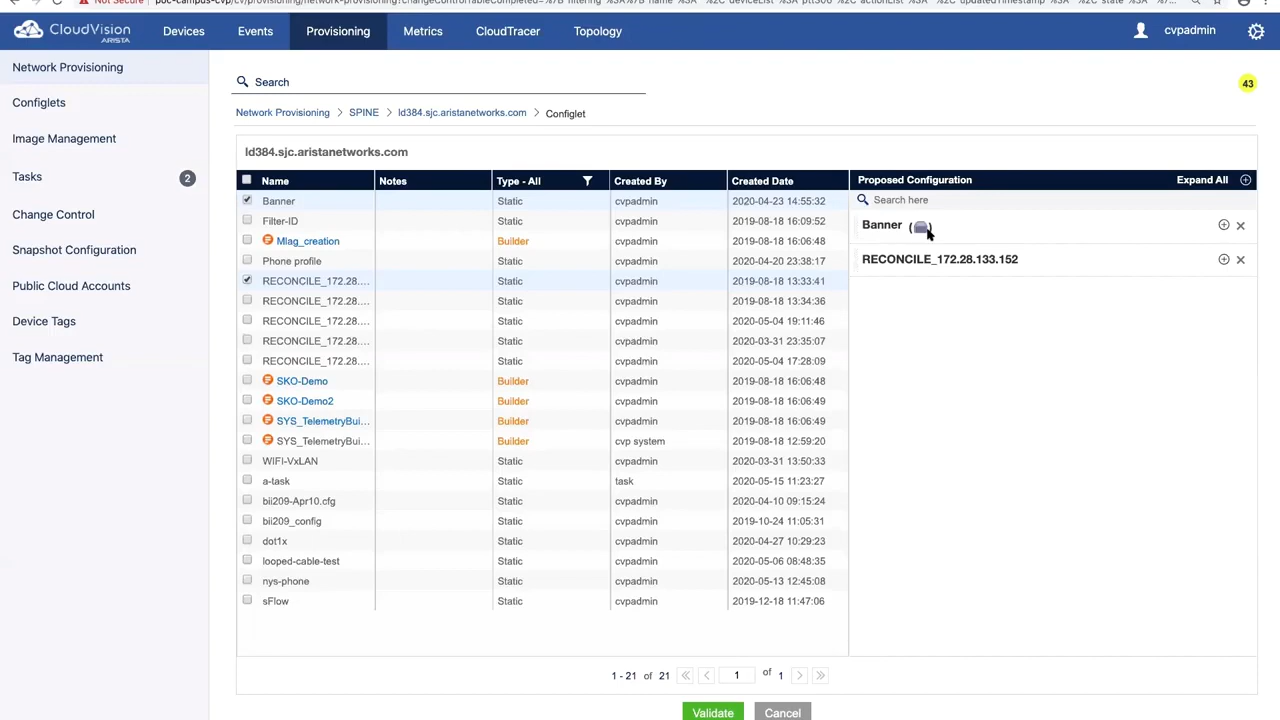 Not Secure poc-campus-cvp/cv/provisioning/network-provisioning?changeControlTableCompleted=%7B"filtering"%3A%7B"name"%3A"
CloudVision
ARISTA
Devices
Events
Provisioning
Metrics
CloudTracer
Topology
cvpadmin
Network Provisioning
Configlets
Image Management
Tasks
2
Change Control
Snapshot Configuration
Public Cloud Accounts
Device Tags
Tag Management
Search
43
Network Provisioning > SPINE > ld384.sjc.aristanetworks.com > Configlet
ld384.sjc.aristanetworks.com
Name Notes Type - All Created By Created Date
Banner Static cvpadmin 2020-04-23 14:55:32
Filter-ID Static cvpadmin 2019-08-18 16:09:52
Mlag_creation Builder cvpadmin 2019-08-18 16:06:48
Phone profile Static cvpadmin 2020-04-20 23:38:17
RECONCILE_172.28.... Static cvpadmin 2019-08-18 13:33:41
RECONCILE_172.28.... Static cvpadmin 2019-08-18 13:34:36
RECONCILE_172.28.... Static cvpadmin 2020-05-04 19:11:46
RECONCILE_172.28.... Static cvpadmin 2020-03-31 23:35:07
RECONCILE_172.28.... Static cvpadmin 2020-05-04 17:28:09
SKO-Demo Builder cvpadmin 2019-08-18 16:06:48
SKO-Demo2 Builder cvpadmin 2019-08-18 16:06:49
SYS_TelemetryBui... Builder cvpadmin 2019-08-18 16:06:49
SYS_TelemetryBui... Builder cvp system 2019-08-18 12:59:20
WIFI-VxLAN Static cvpadmin 2020-03-31 13:50:33
a-task Static task 2020-05-15 11:23:27
bii209-Apr10.cfg Static cvpadmin 2020-04-10 09:15:24
bii209_config Static cvpadmin 2019-10-24 11:05:31
dot1x Static cvpadmin 2020-04-27 10:29:23
looped-cable-test Static cvpadmin 2020-05-06 08:48:35
nys-phone Static cvpadmin 2020-05-13 12:45:08
sFlow Static cvpadmin 2019-12-18 11:47:06
Proposed Configuration Expand All
Search here
Banner ( )
RECONCILE_172.28.133.152
1 - 21 of 21 1 of 1
Validate Cancel